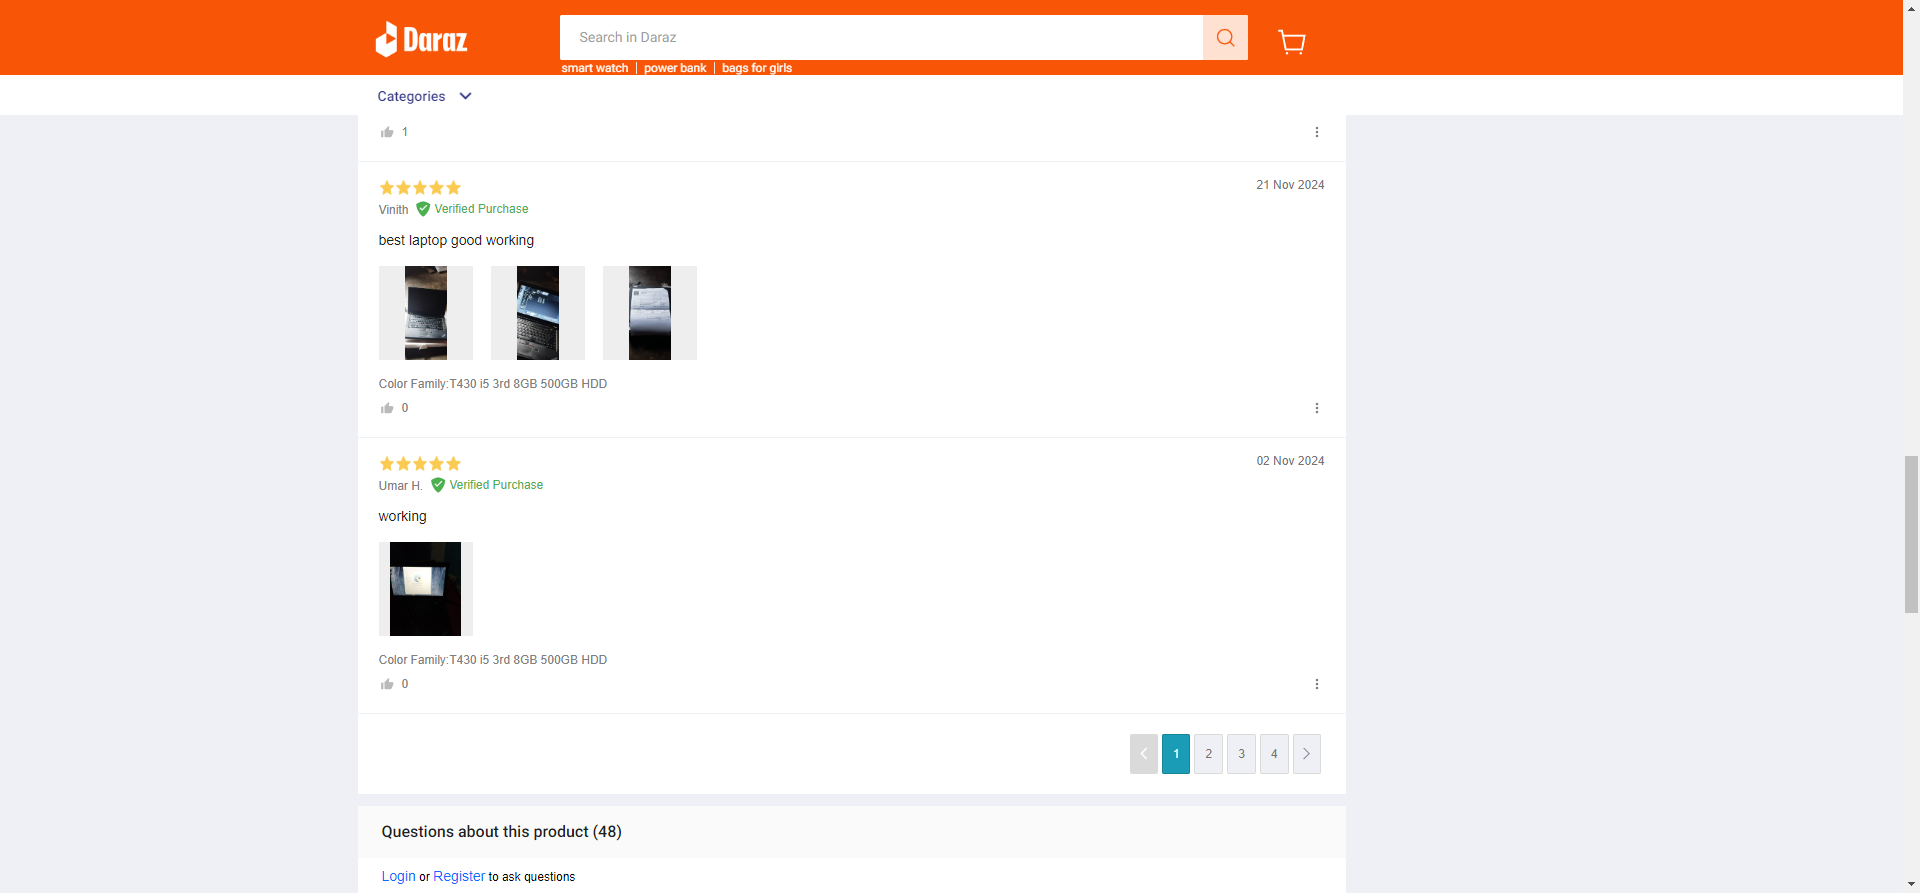 Daraz
Search in Daraz
smart watch
power bank
bags for girls
Categories
1
21 Nov 2024
Vinith Verified Purchase
best laptop good working
Color Family:T430 i5 3rd 8GB 500GB HDD
0
02 Nov 2024
Umar H. Verified Purchase
working
Color Family:T430 i5 3rd 8GB 500GB HDD
0
1 2 3 4
Questions about this product (48)
Login or Register to ask questions